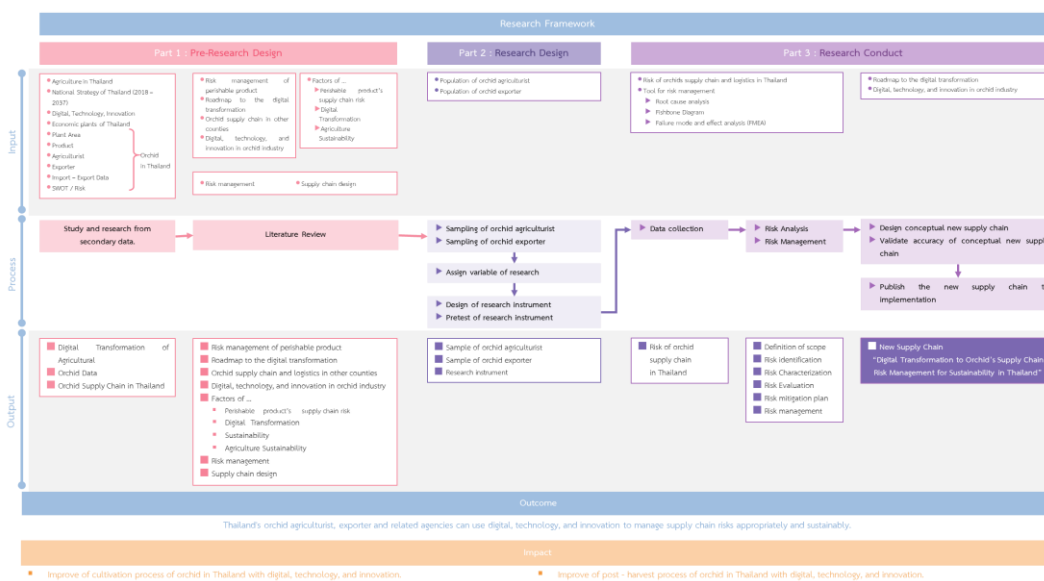 Research Framework
Part 1 : Pre-Research Design
Part 2 : Research Design
Part 3 : Research Conduct
Input
Agriculture in Thailand
National Strategy of Thailand (2018 –
2037)
Digital, Technology, Innovation
Economic plants of Thailand
Plant Area
Product
Agriculturist
Exporter
Import – Export Data
SWOT / Risk
Orchid
in Thailand
Risk management of
perishable product
Roadmap to the digital
transformation
Orchid supply chain in other
counties
Digital, technology, and
innovation in orchid industry
Factors of ...
Perishable product's
supply chain risk
Digital
Transformation
Agriculture
Sustainability
Risk management
Supply chain design
Population of orchid agriculturist
Population of orchid exporter
Risk of orchids supply chain and logistics in Thailand
Tool for risk management
Root cause analysis
Fishbone Diagram
Failure mode and effect analysis (FMEA)
Roadmap to the digital transformation
Digital, technology, and innovation in orchid industry
Process
Study and research from
secondary data.
Literature Review
Sampling of orchid agriculturist
Sampling of orchid exporter
Assign variable of research
Design of research instrument
Pretest of research instrument
Data collection
Risk Analysis
Risk Management
Design conceptual new supply chain
Validate accuracy of conceptual new supp
chain
Publish the new supply chain t
implementation
Output
Digital Transformation of
Agricultural
Orchid Data
Orchid Supply Chain in Thailand
Risk management of perishable product
Roadmap to the digital transformation
Orchid supply chain and logistics in other counties
Digital, technology, and innovation in orchid industry
Factors of ...
Perishable product's supply chain risk
Digital Transformation
Sustainability
Agriculture Sustainability
Risk management
Supply chain design
Sample of orchid agriculturist
Sample of orchid exporter
Research instrument
Risk of orchid
supply chain
in Thailand
Definition of scope
Risk identification
Risk Characterization
Risk Evaluation
Risk mitigation plan
Risk management
New Supply Chain
"Digital Transformation to Orchid's Supply Chain
Risk Management for Sustainability in Thailand"
Outcome
Thailand's orchid agriculturist, exporter and related agencies can use digital, technology, and innovation to manage supply chain risks appropriately and sustainably.
Impact
Improve of cultivation process of orchid in Thailand with digital, technology, and innovation.
Improve of post - harvest process of orchid in Thailand with digital, technology, and innovation.